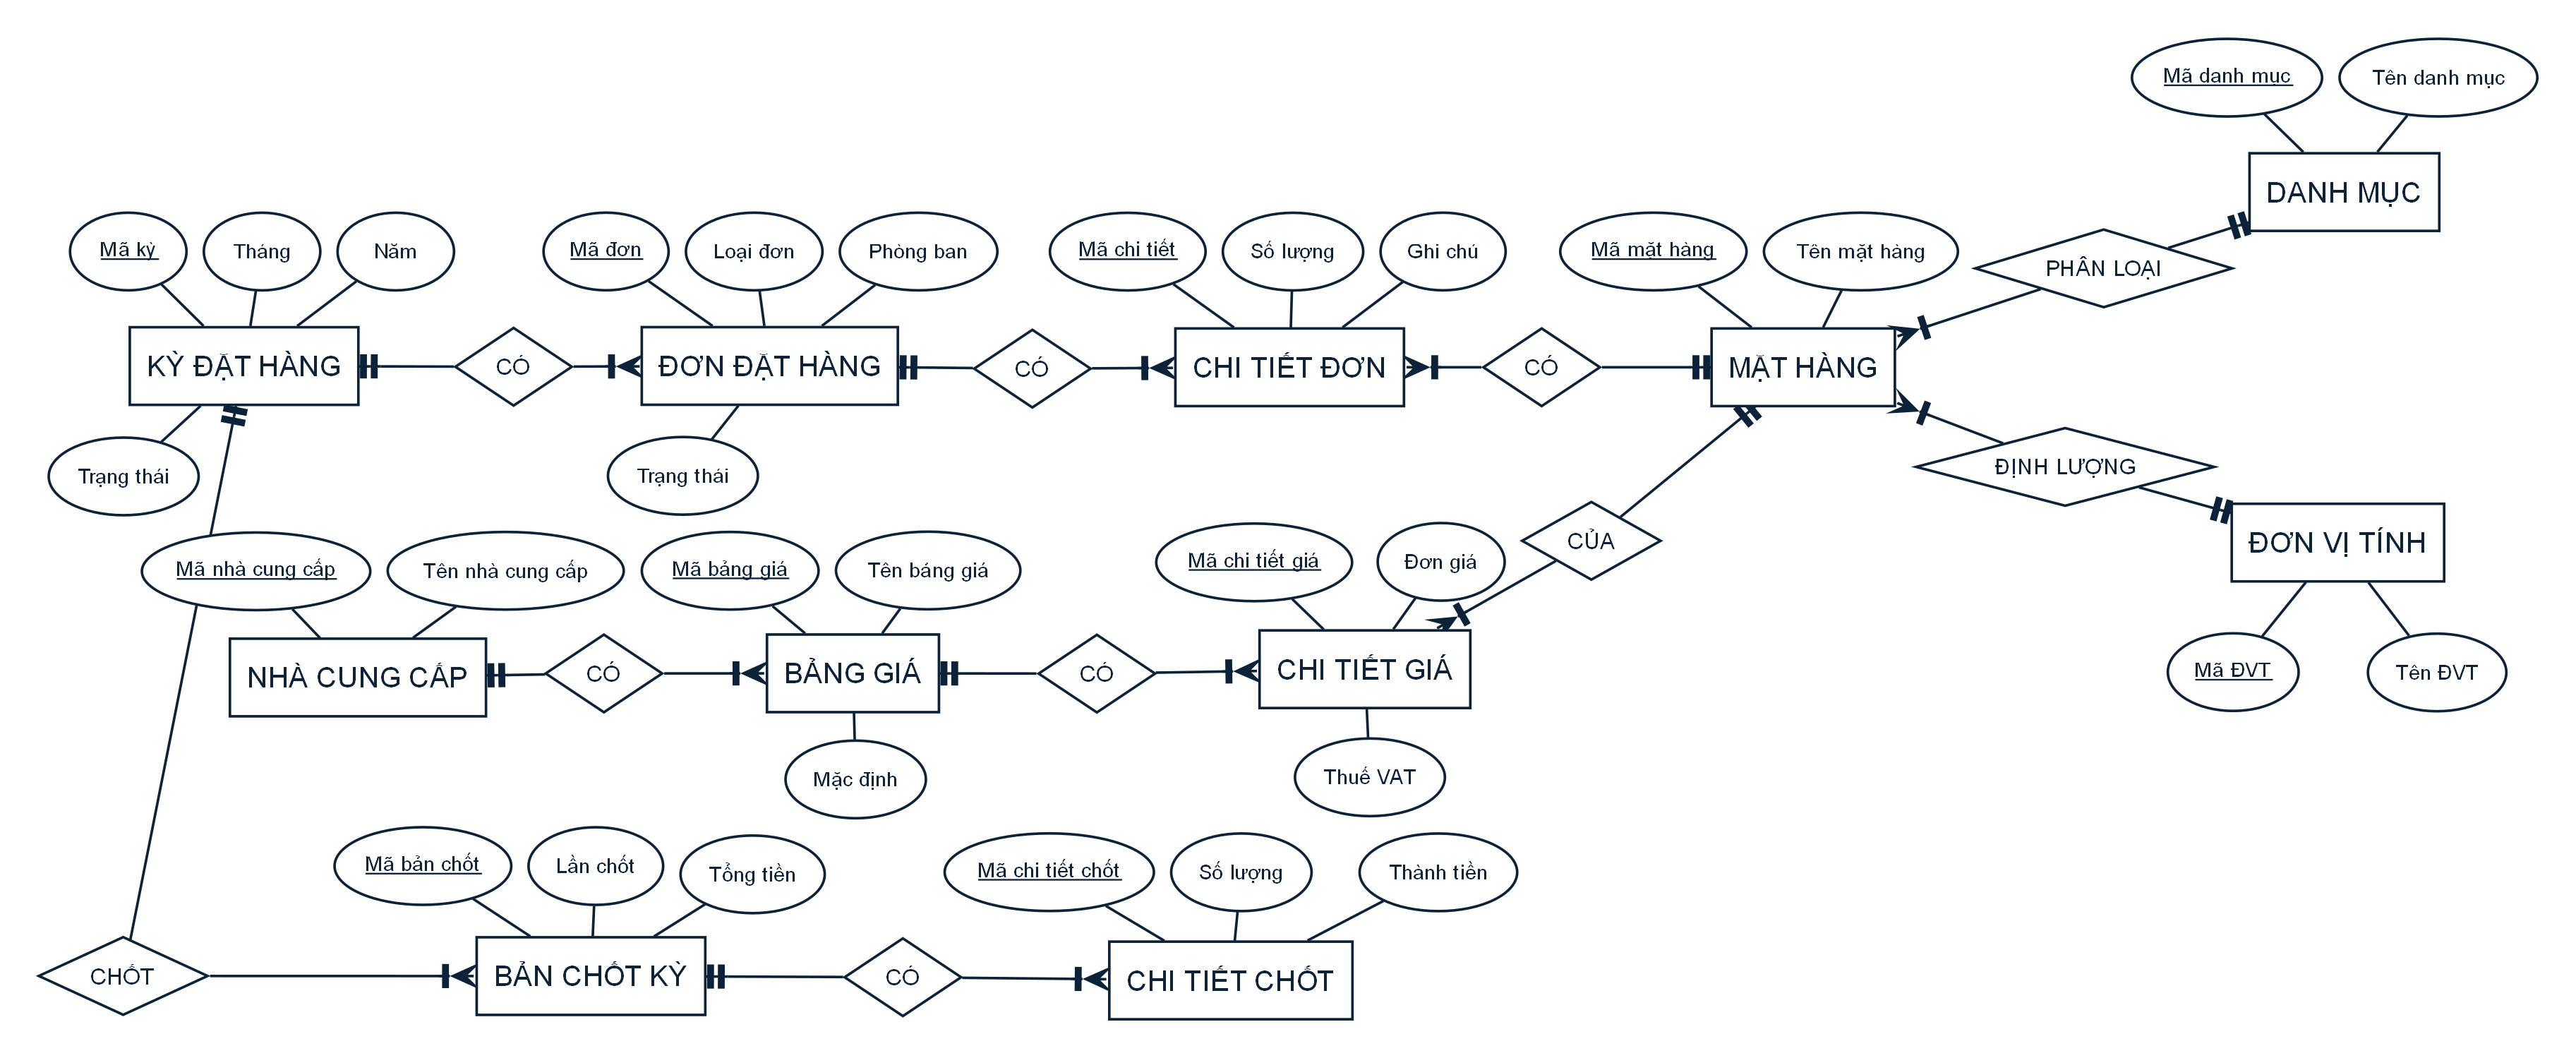 Mã danh mục
Tên danh mục
DANH MỤC
Mã kỳ
Tháng
Năm
Mã đơn
Loại đơn
Phòng ban
Mã chi tiết
Số lượng
Ghi chú
Mã mặt hàng
Tên mặt hàng
PHÂN LOẠI
KỲ ĐẶT HÀNG
CÓ
ĐƠN ĐẶT HÀNG
CÓ
CHI TIẾT ĐƠN
CÓ
MẶT HÀNG
Trạng thái
Trạng thái
ĐỊNH LƯỢNG
CỦA
ĐƠN VỊ TÍNH
Mã nhà cung cấp
Tên nhà cung cấp
Mã bảng giá
Tên báng giá
Mã chi tiết giá
Đơn giá
NHÀ CUNG CẤP
CÓ
BẢNG GIÁ
CÓ
CHI TIẾT GIÁ
Mã ĐVT
Tên ĐVT
Mặc định
Thuế VAT
Mã bản chốt
Lần chốt
Tổng tiền
Mã chi tiết chốt
Số lượng
Thành tiền
CHỐT
BẢN CHỐT KỲ
CÓ
CHI TIẾT CHỐT